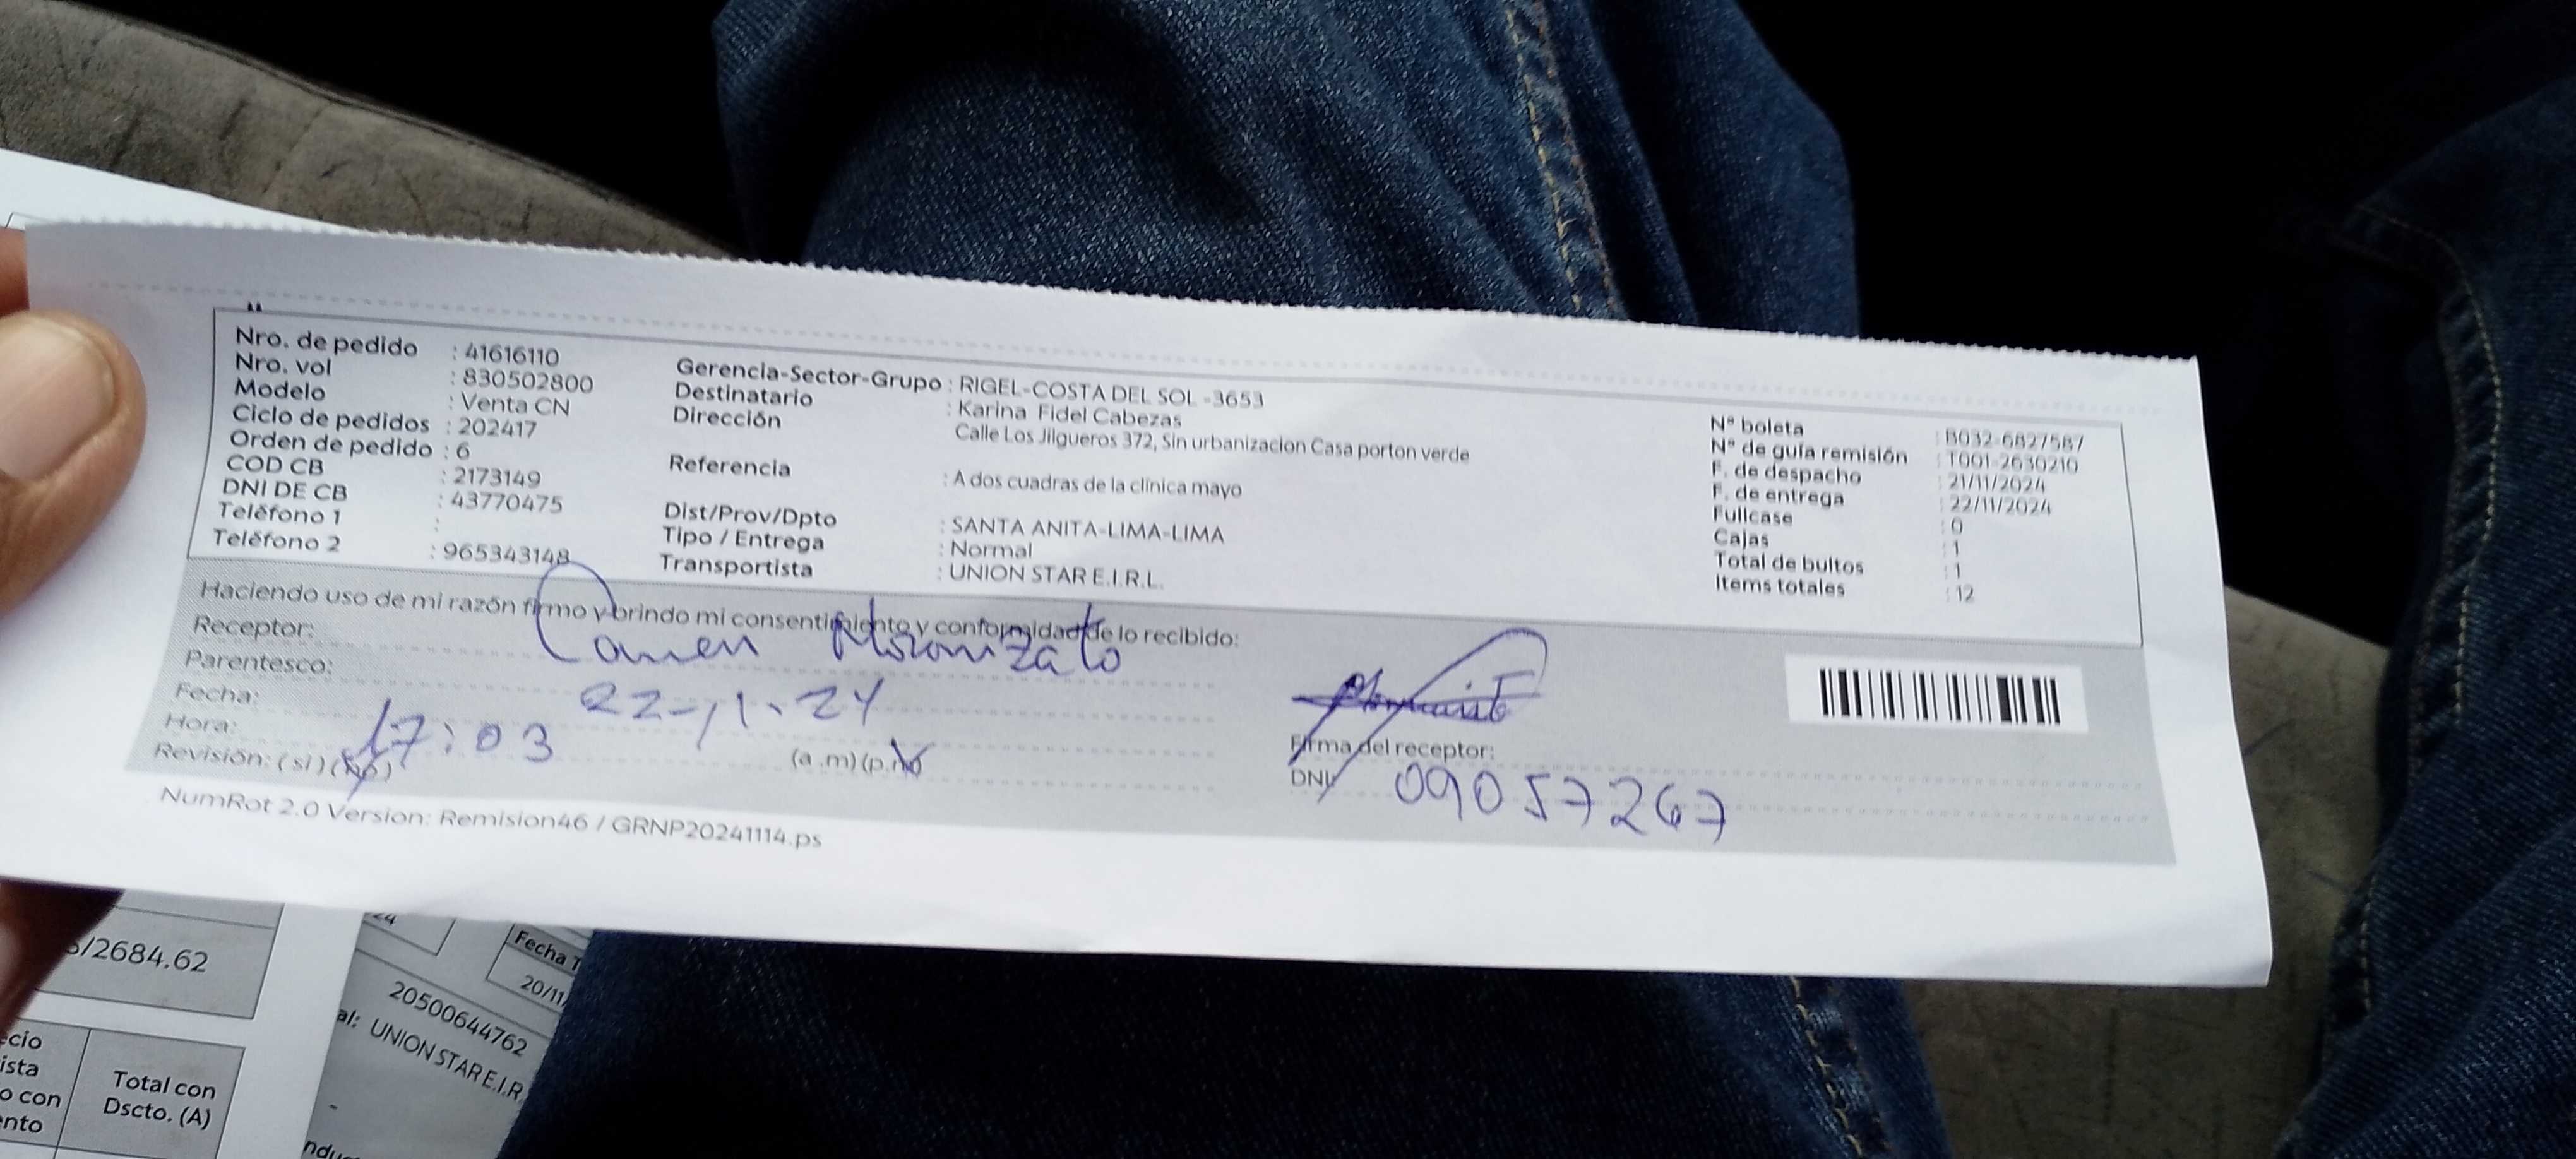 Nro. de pedido : 41616110
Nro. vol : 830502800
Modelo : Venta CN
Ciclo de pedidos : 202417
Orden de pedido : 6
COD CB : 2173149
DNI DE CB : 43770475
Teléfono 1 :
Teléfono 2 : 965343148
Gerencia-Sector-Grupo : RIGEL-COSTA DEL SOL -3653
Destinatario : Karina Fidel Cabezas
Dirección : Calle Los Jilgueros 372, Sin urbanizacion Casa porton verde
Referencia : A dos cuadras de la clínica mayo
Dist/Prov/Dpto : SANTA ANITA-LIMA-LIMA
Tipo / Entrega : Normal
Transportista : UNION STAR E.I.R.L.
N° boleta : B032-6827587
N° de guía remisión : T001-2630210
F. de despacho : 21/11/2024
F. de entrega : 22/11/2024
Fullcase : 0
Cajas : 1
Total de bultos : 1
Items totales : 12
Haciendo uso de mi razón firmo y brindo mi consentimiento y conformidad de lo recibido:
Receptor: Carmen
Parentesco:
Fecha: 22-11-24
Hora: 17:03 (a.m) (p.m)
Revisión: (si) (no)
Firma del receptor:
DNI: 09057267
NumRot 2.0 Version: Remision46 / GRNP20241114.ps
S/2684.62
Total con
Dscto. (A)
Fecha T
20/11
20500644762
al: UNION STAR E.I.R